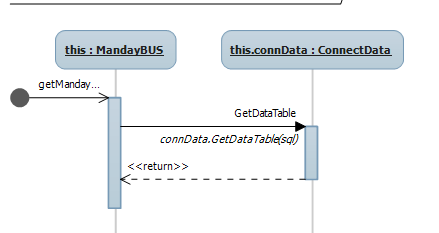 this : MandayBUS
this.connData : ConnectData
getManday...
GetDataTable
connData.GetDataTable(sql)
<<return>>